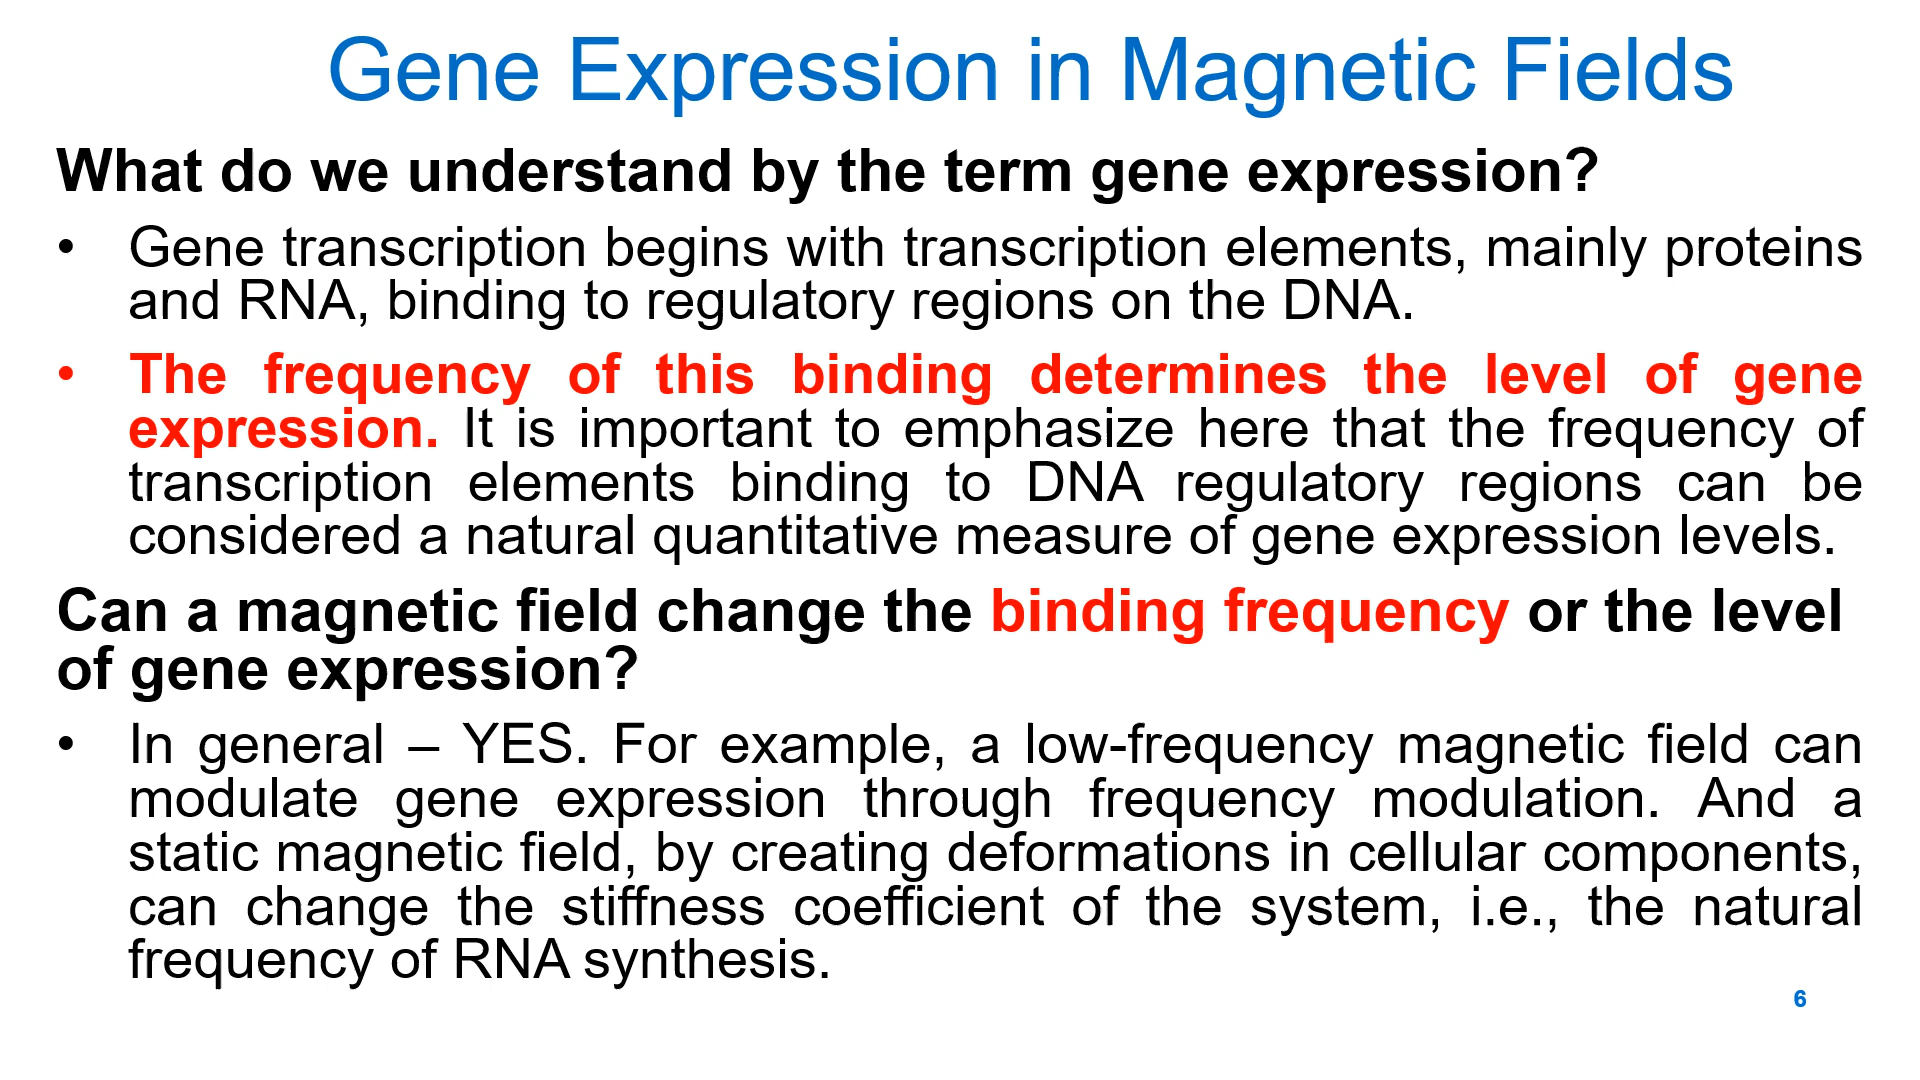 Gene Expression in Magnetic Fields
What do we understand by the term gene expression?
• Gene transcription begins with transcription elements, mainly proteins
and RNA, binding to regulatory regions on the DNA.
• The frequency of this binding determines the level of gene
expression. It is important to emphasize here that the frequency of
transcription elements binding to DNA regulatory regions can be
considered a natural quantitative measure of gene expression levels.
Can a magnetic field change the binding frequency or the level
of gene expression?
• In general – YES. For example, a low-frequency magnetic field can
modulate gene expression through frequency modulation. And a
static magnetic field, by creating deformations in cellular components,
can change the stiffness coefficient of the system, i.e., the natural
frequency of RNA synthesis.
6